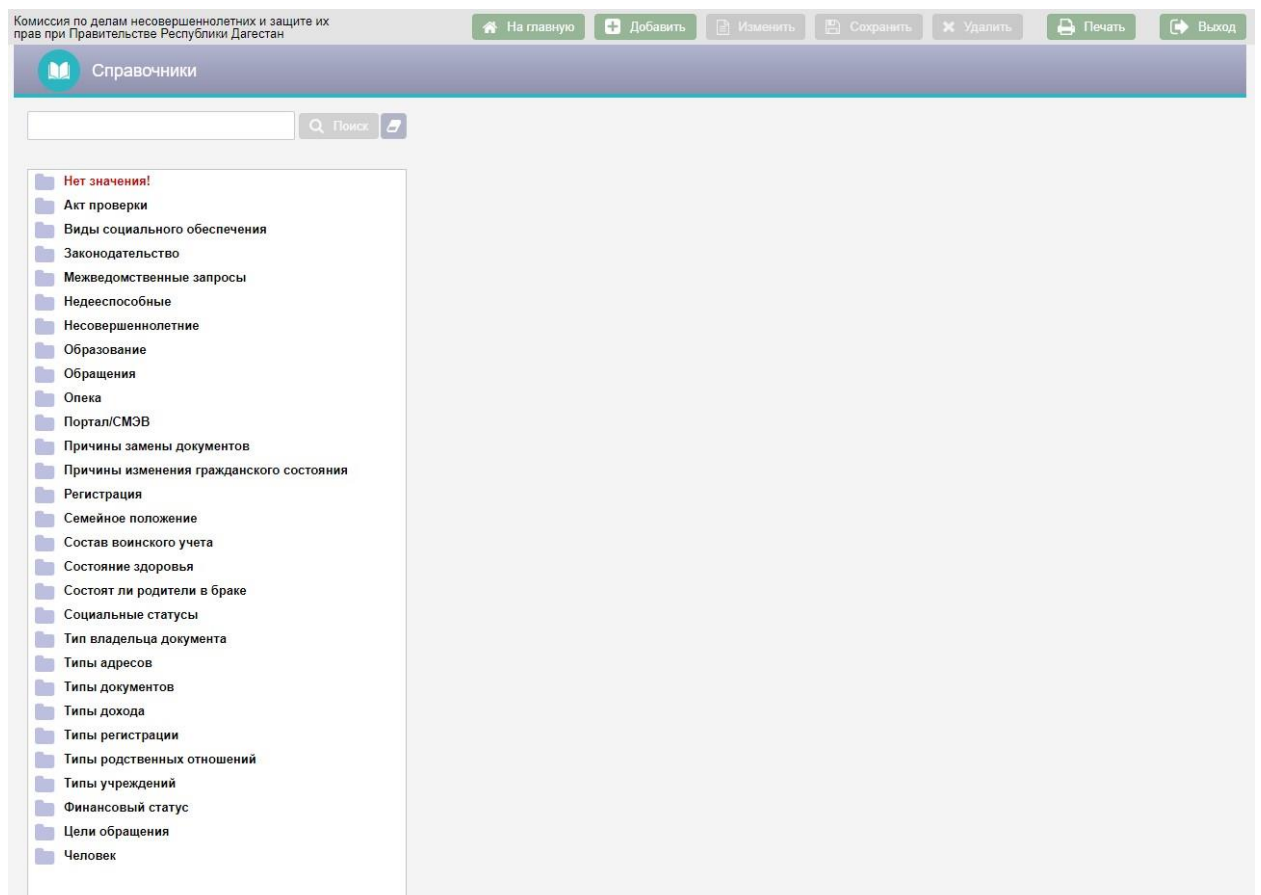 Комиссия по делам несовершеннолетних и защите их
прав при Правительстве Республики Дагестан
На главную
Добавить
Изменить
Сохранить
Удалить
Печать
Выход
Справочники
Поиск
Нет значения!
Акт проверки
Виды социального обеспечения
Законодательство
Межведомственные запросы
Недееспособные
Несовершеннолетние
Образование
Обращения
Опека
Портал/СМЭВ
Причины замены документов
Причины изменения гражданского состояния
Регистрация
Семейное положение
Состав воинского учета
Состояние здоровья
Состоят ли родители в браке
Социальные статусы
Тип владельца документа
Типы адресов
Типы документов
Типы дохода
Типы регистрации
Типы родственных отношений
Типы учреждений
Финансовый статус
Цели обращения
Человек